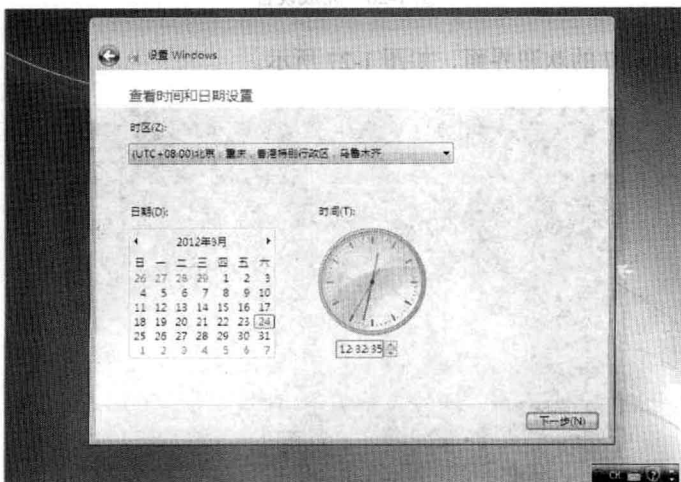 设置 Windows
查看时间和日期设置
时区(Z):
(UTC+08:00)北京，重庆，香港特别行政区，乌鲁木齐
日期(D):
时间(T):
2012年3月
日 一 二 三 四 五 六
26 27 28 29 1 2 3
4 5 6 7 8 9 10
11 12 13 14 15 16 17
18 19 20 21 22 23 24
25 26 27 28 29 30 31
1 2 3 4 5 6 7
12:32:35
下一步(N)
CH